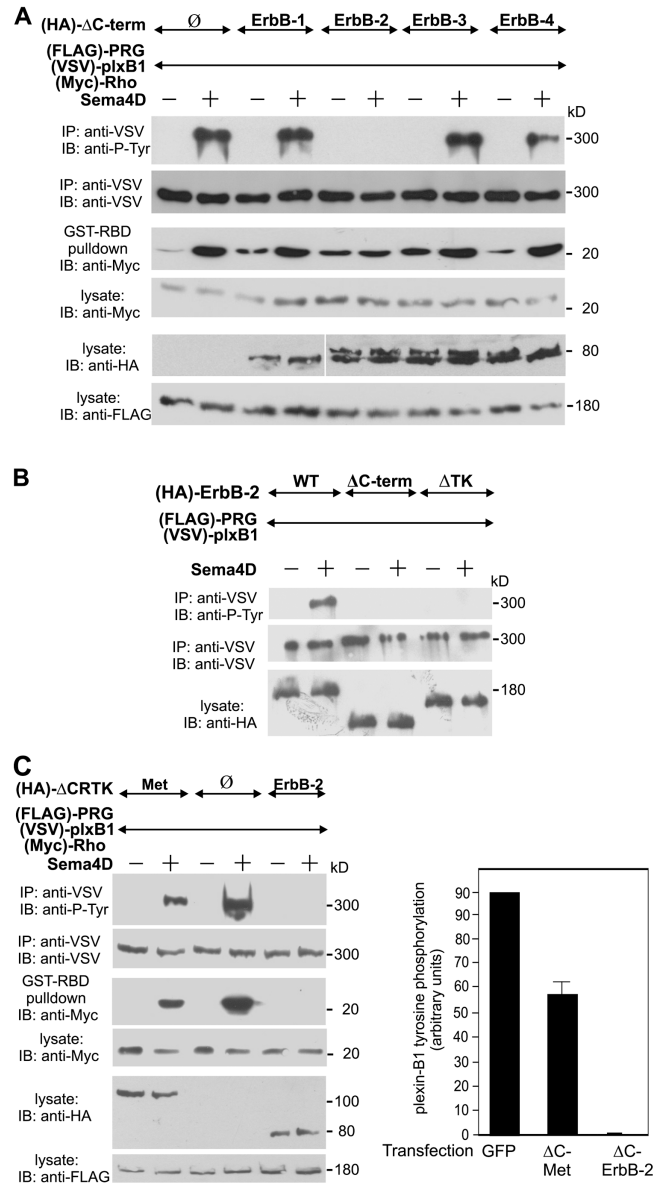 A
(HA)-ΔC-term Ø ErbB-1 ErbB-2 ErbB-3 ErbB-4
(FLAG)-PRG
(VSV)-plxB1
(Myc)-Rho
Sema4D − + − + − + − + − +
kD
IP: anti-VSV
IB: anti-P-Tyr
-300
IP: anti-VSV
IB: anti-VSV
-300
GST-RBD
pulldown
IB: anti-Myc
- 20
lysate:
IB: anti-Myc
- 20
lysate:
IB: anti-HA
- 80
lysate:
IB: anti-FLAG
-180
B
(HA)-ErbB-2 WT ΔC-term ΔTK
(FLAG)-PRG
(VSV)-plxB1
Sema4D − + − + − +
kD
IP: anti-VSV
IB: anti-P-Tyr
-300
IP: anti-VSV
IB: anti-VSV
-300
lysate:
IB: anti-HA
-180
C
(HA)-ΔCRTK Met Ø ErbB-2
(FLAG)-PRG
(VSV)-plxB1
(Myc)-Rho
Sema4D − + − + − +
kD
IP: anti-VSV
IB: anti-P-Tyr
- 300
IP: anti-VSV
IB: anti-VSV
- 300
GST-RBD
pulldown
IB: anti-Myc
- 20
lysate:
IB: anti-Myc
- 20
lysate:
IB: anti-HA
- 100
- 80
lysate:
IB: anti-FLAG
- 180
plexin-B1 tyrosine phosphorylation
(arbitrary units)
90
90
80
70
60
50
40
30
20
10
0
Transfection GFP ΔC-Met ΔC-ErbB-2